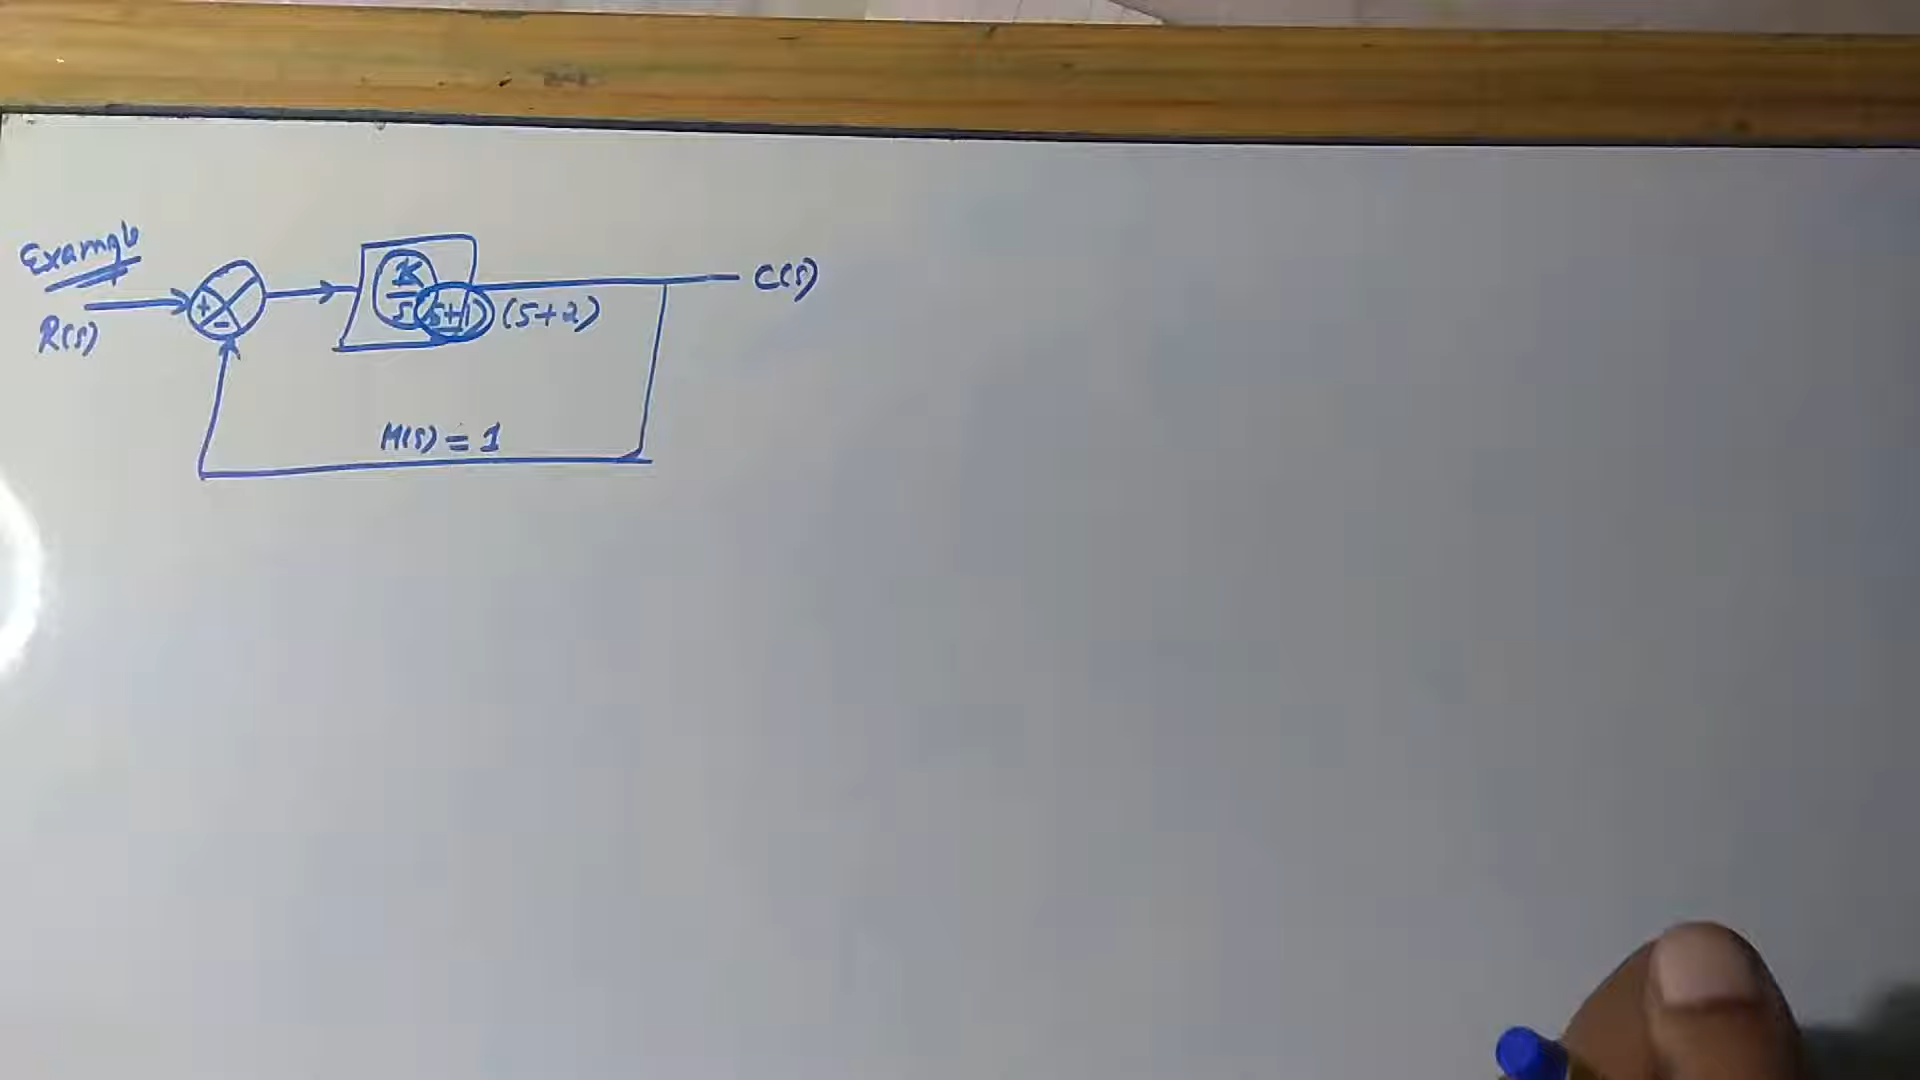 Example
R(s)
+
-
K
s(s+1)(s+2)
C(s)
H(s) = 1